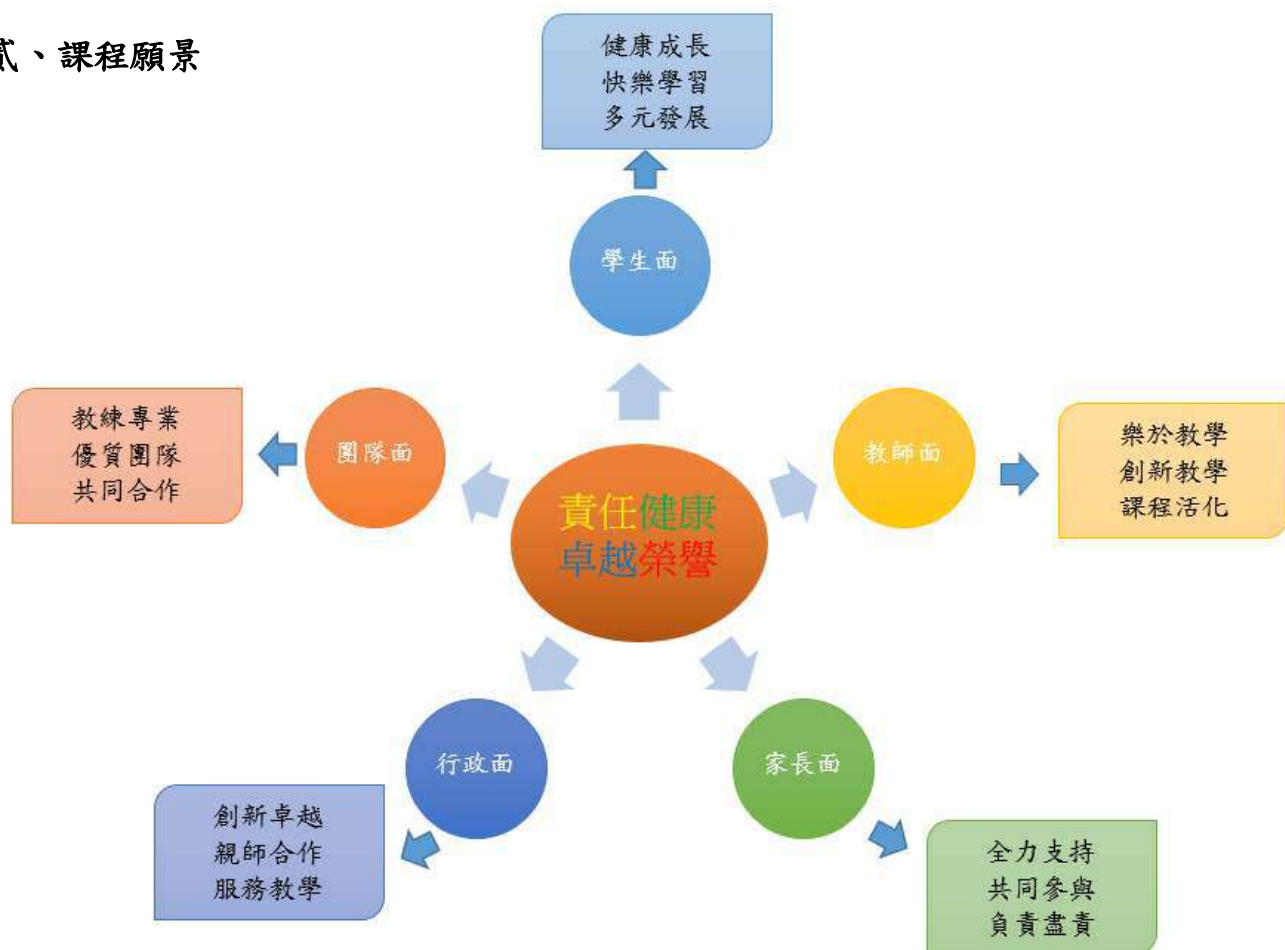 貳、課程願景
健康成長
快樂學習
多元發展
學生面
教練專業
優質團隊
共同合作
團隊面
教師面
樂於教學
創新教學
課程活化
責任健康
卓越榮譽
行政面
創新卓越
親師合作
服務教學
家長面
全力支持
共同參與
負責盡責